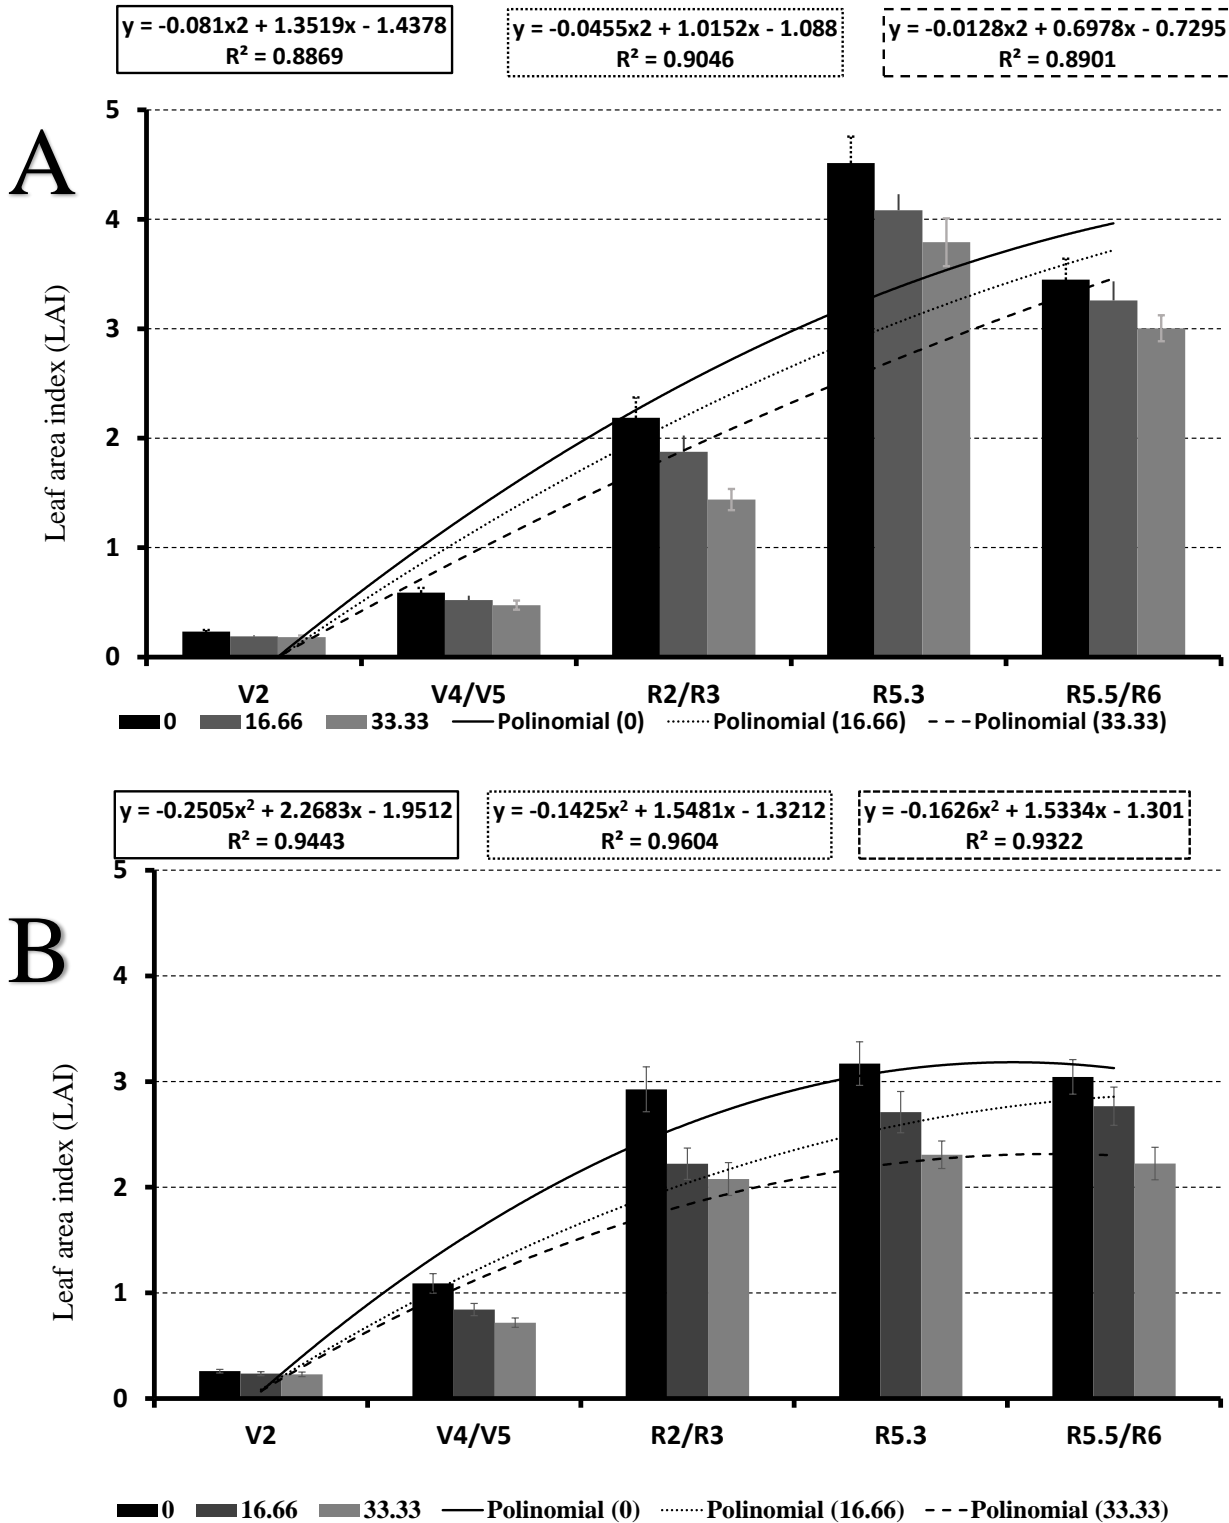 y = -0.081x2 + 1.3519x - 1.4378
R² = 0.8869
y = -0.0455x2 + 1.0152x - 1.088
R² = 0.9046
y = -0.0128x2 + 0.6978x - 0.7295
R² = 0.8901
A
Leaf area index (LAI)
5
4
3
2
1
0
V2 V4/V5 R2/R3 R5.3 R5.5/R6
0 16.66 33.33 Polinomial (0) Polinomial (16.66) Polinomial (33.33)
y = -0.2505x² + 2.2683x - 1.9512
R² = 0.9443
y = -0.1425x² + 1.5481x - 1.3212
R² = 0.9604
y = -0.1626x² + 1.5334x - 1.301
R² = 0.9322
B
Leaf area index (LAI)
5
4
3
2
1
0
V2 V4/V5 R2/R3 R5.3 R5.5/R6
0 16.66 33.33 Polinomial (0) Polinomial (16.66) Polinomial (33.33)